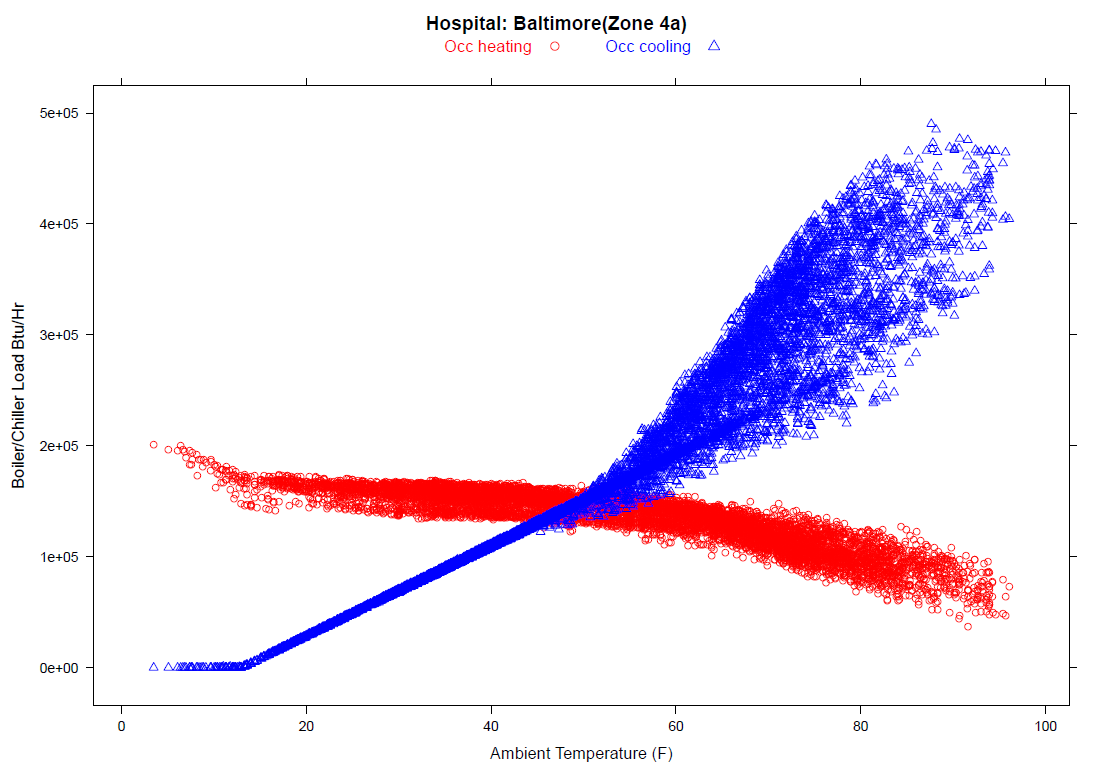 Hospital: Baltimore(Zone 4a)
Occ heating Occ cooling
5e+05
4e+05
3e+05
2e+05
1e+05
0e+00
Boiler/Chiller Load Btu/Hr
0 20 40 60 80 100
Ambient Temperature (F)